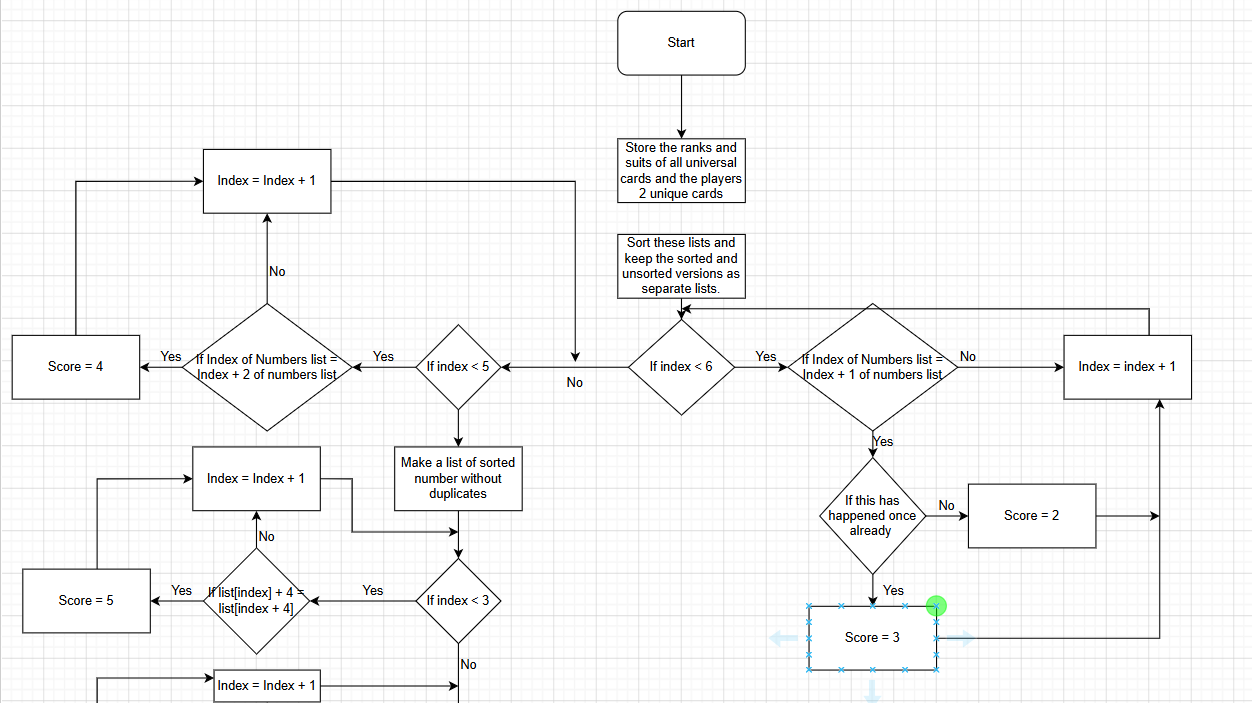 Start
Store the ranks and
suits of all universal
cards and the players
2 unique cards
Index = Index + 1
Sort these lists and
keep the sorted and
unsorted versions as
separate lists.
No
Score = 4
Yes
If Index of Numbers list =
Index + 2 of numbers list
Yes
If index < 5
No
If index < 6
Yes
If Index of Numbers list =
Index + 1 of numbers list
No
Index = index + 1
Yes
Index = Index + 1
Make a list of sorted
number without
duplicates
If this has
happened once
already
No
Score = 2
No
Score = 5
Yes
If list[index] + 4 =
list[index + 4]
Yes
If index < 3
Yes
Score = 3
No
Index = Index + 1